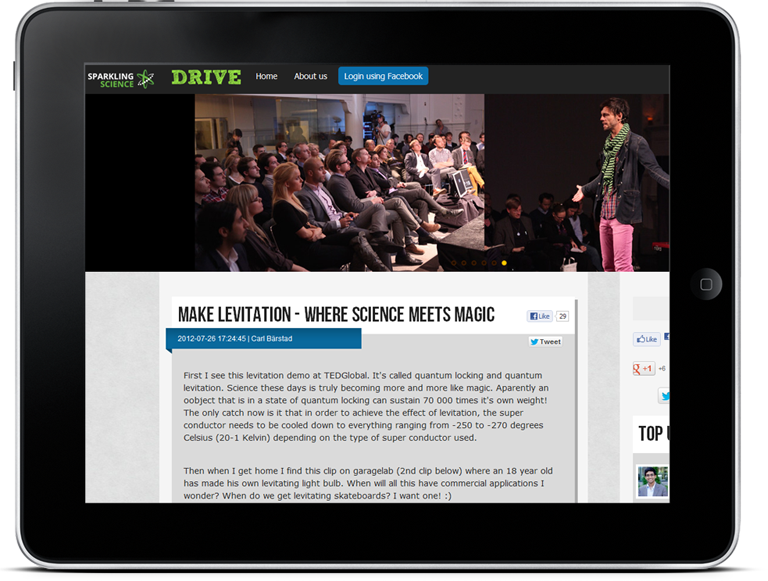 SPARKLING
SCIENCE
DRIVE
Home
About us
Login using Facebook
MAKE LEVITATION - WHERE SCIENCE MEETS MAGIC
Like
29
2012-07-26 17:24:45 | Carl Bärstad
Tweet
First I see this levitation demo at TEDGlobal. It's called quantum locking and quantum
levitation. Science these days is truly becoming more and more like magic. Aparently an
oobject that is in a state of quantum locking can sustain 70 000 times it's own weight!
The only catch now is it that in order to achieve the effect of levitation, the super
conductor needs to be cooled down to everything ranging from -250 to -270 degrees
Celsius (20-1 Kelvin) depending on the type of super conductor used.
Then when I get home I find this clip on garagelab (2nd clip below) where an 18 year old
has made his own levitating light bulb. When will all this have commercial applications I
wonder? When do we get levitating skateboards? I want one! :)
Like
+1
+6
TOP